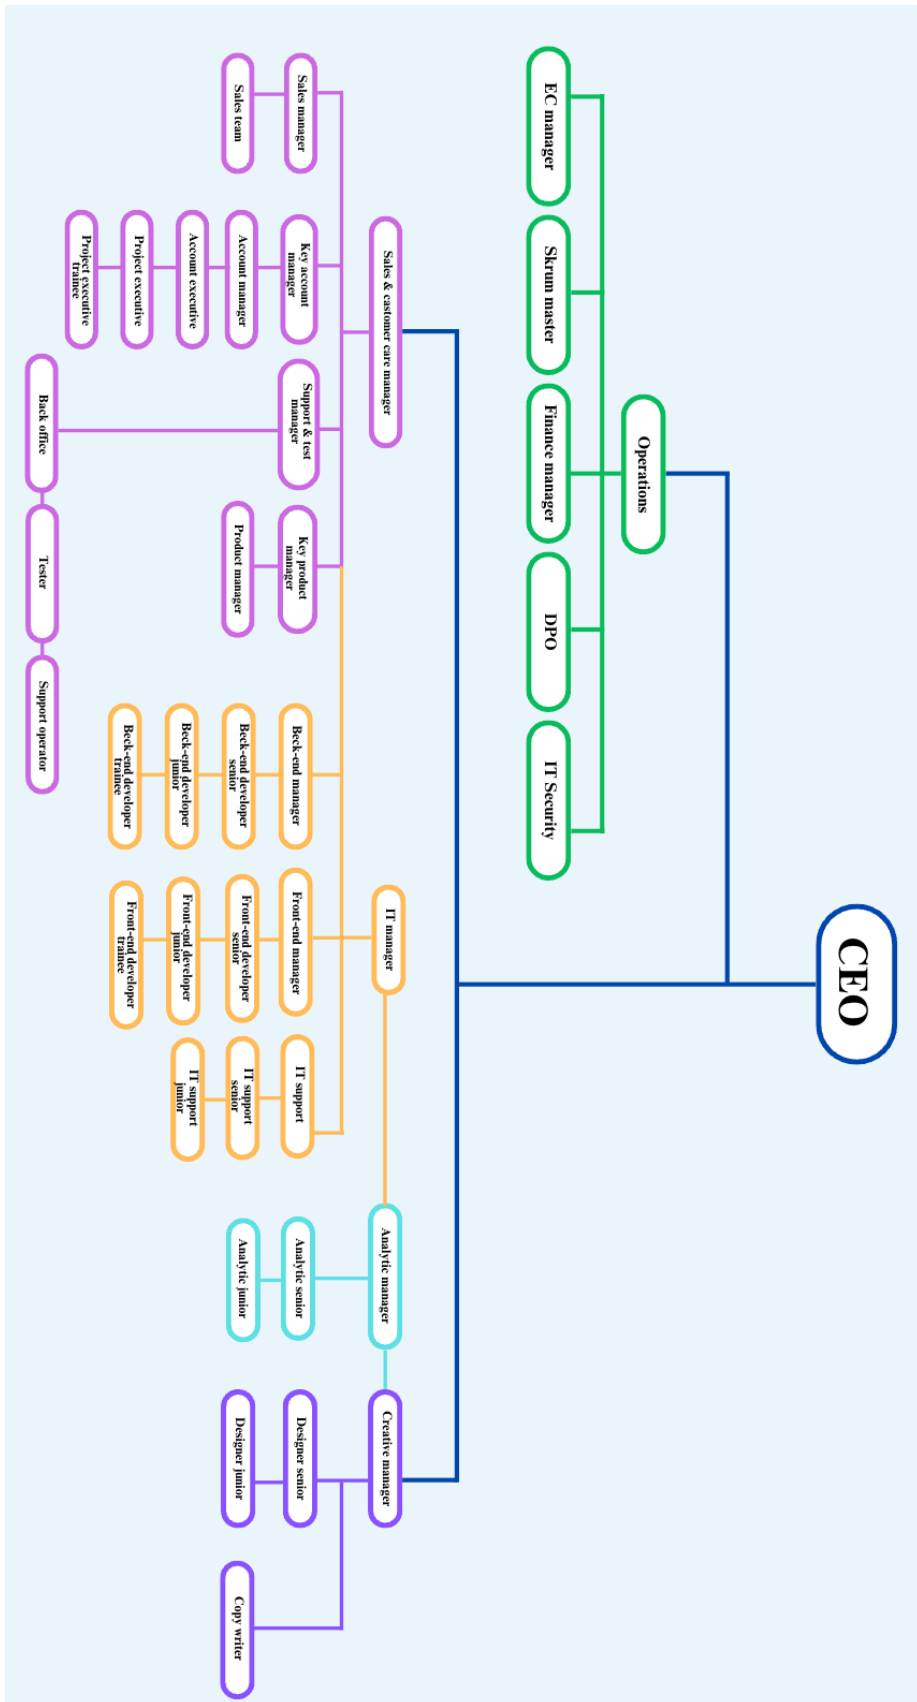 CEO
Operations
EC manager
Skrum master
Finance manager
DPO
IT Security
Sales & castomer care manager
IT manager
Analytic manager
Creative manager
Sales manager
Key account
manager
Support & test
manager
Key product
manager
Beck-end manager
Front-end manager
IT support
Analytic senior
Designer senior
Sales team
Account manager
Product manager
Beck-end developer
senior
Front-end developer
senior
IT support
senior
Analytic junior
Designer junior
Copy writer
Account executive
Beck-end developer
junior
Front-end developer
junior
IT support
junior
Project executive
Beck-end developer
trainee
Front-end developer
trainee
Project executive
trainee
Back office
Tester
Support operator